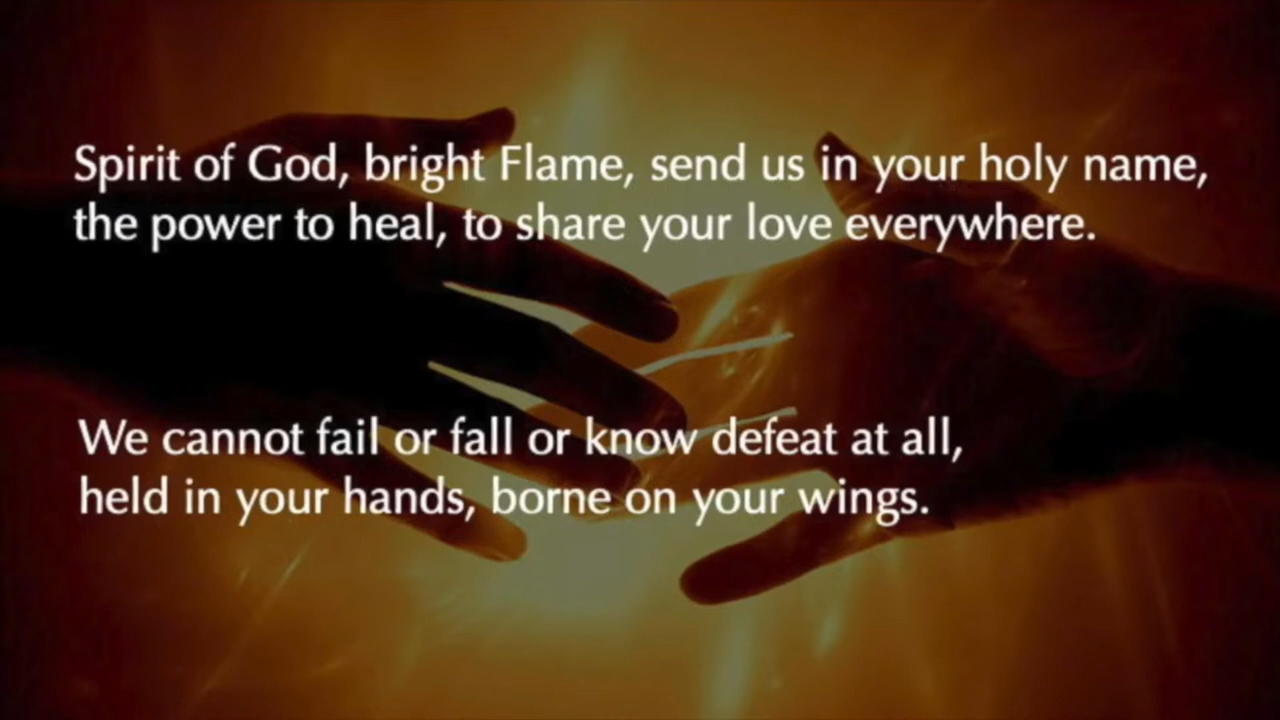 Spirit of God, bright Flame, send us in your holy name,
the power to heal, to share your love everywhere.
We cannot fail or fall or know defeat at all,
held in your hands, borne on your wings.